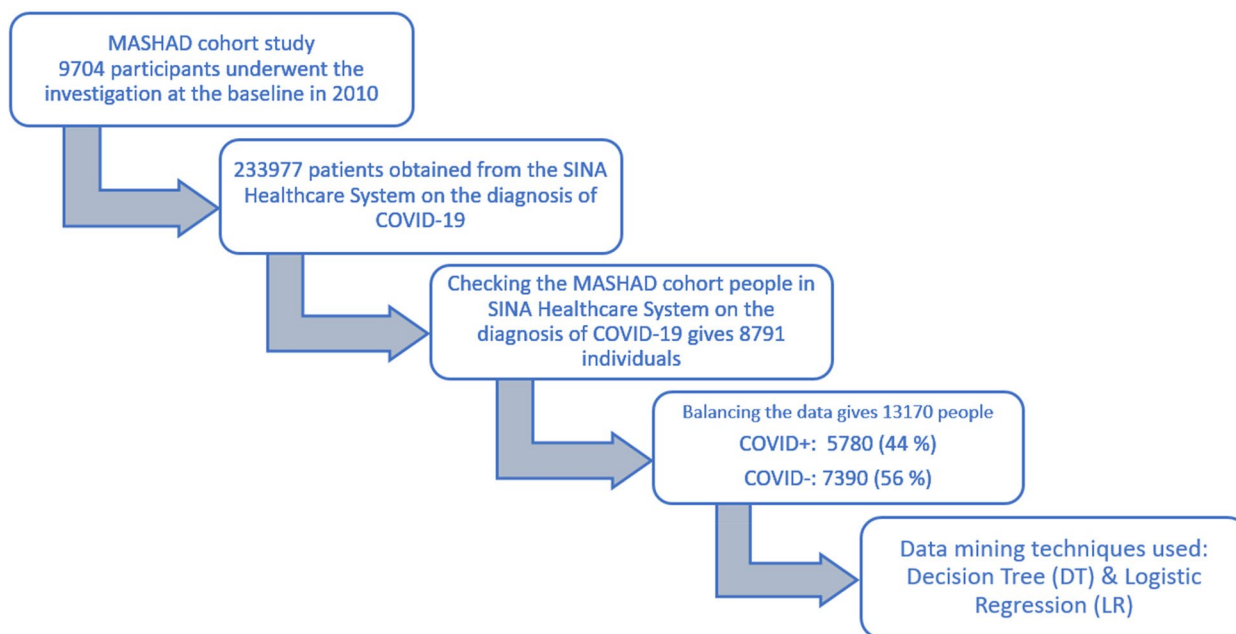 MASHAD cohort study
9704 participants underwent the
investigation at the baseline in 2010
233977 patients obtained from the SINA
Healthcare System on the diagnosis of
COVID-19
Checking the MASHAD cohort people in
SINA Healthcare System on the
diagnosis of COVID-19 gives 8791
individuals
Balancing the data gives 13170 people
COVID+: 5780 (44 %)
COVID-: 7390 (56 %)
Data mining techniques used:
Decision Tree (DT) & Logistic
Regression (LR)